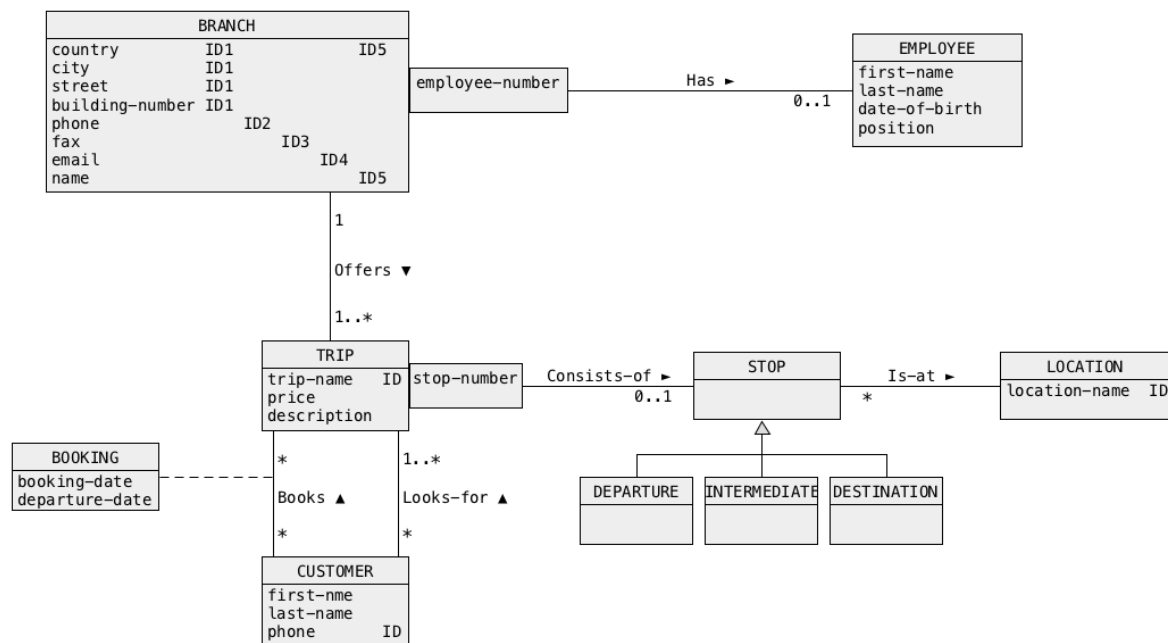 BRANCH
country ID1 ID5
city ID1
street ID1
building-number ID1
phone ID2
fax ID3
email ID4
name ID5
employee-number
Has ►
0..1
EMPLOYEE
first-name
last-name
date-of-birth
position
1
Offers ▼
1..*
TRIP
trip-name ID
price
description
stop-number
Consists-of ►
0..1
STOP
Is-at ►
*
LOCATION
location-name ID
DEPARTURE
INTERMEDIATE
DESTINATION
BOOKING
booking-date
departure-date
*
Books ▲
*
1..*
Looks-for ▲
*
CUSTOMER
first-nme
last-name
phone ID